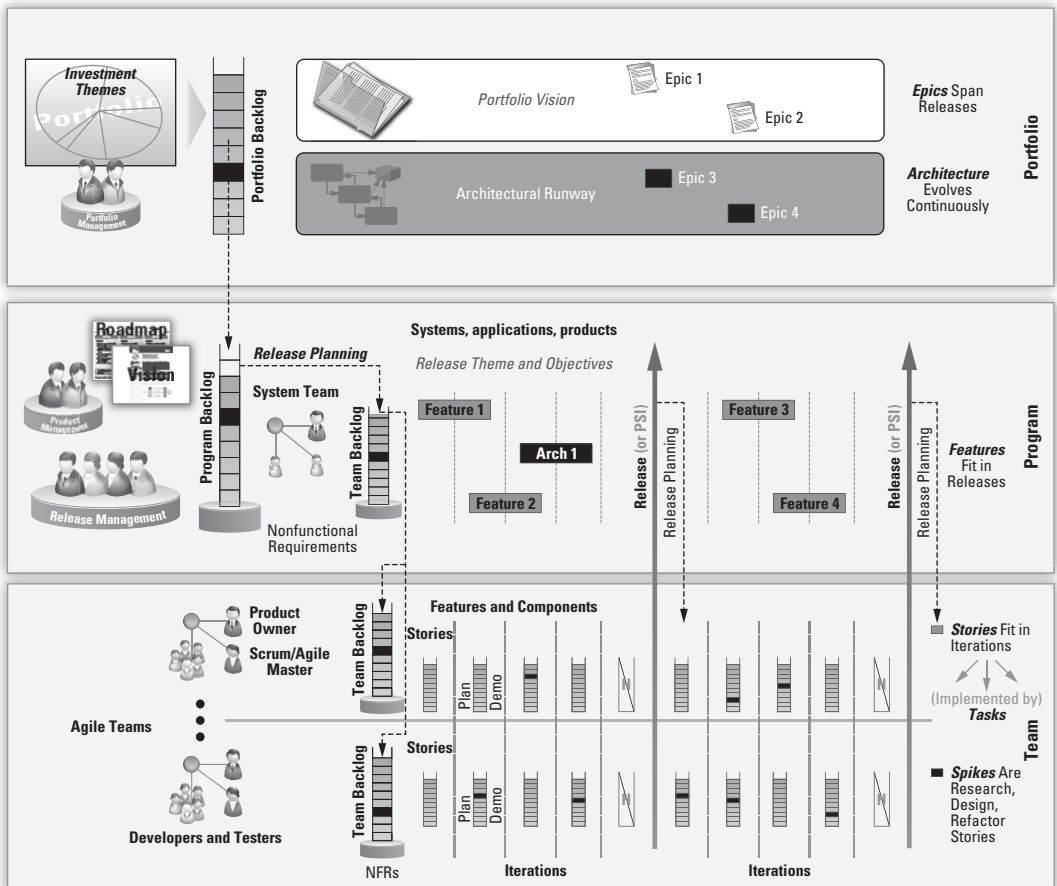 Investment
Themes
Portfolio
Portfolio
Management
Portfolio Backlog
Portfolio Vision
Epic 1
Epic 2
Architectural Runway
Epic 3
Epic 4
Epics Span
Releases
Architecture
Evolves
Continuously
Portfolio
Roadmap
Vision
Product
Management
Release Management
Program Backlog
Release Planning
System Team
Team Backlog
Nonfunctional
Requirements
Systems, applications, products
Release Theme and Objectives
Feature 1
Arch 1
Feature 2
Release (or PSI)
Release Planning
Feature 3
Feature 4
Release (or PSI)
Release Planning
Features
Fit in
Releases
Program
Product
Owner
Scrum/Agile
Master
Agile Teams
Developers and Testers
Team Backlog
Team Backlog
NFRs
Features and Components
Stories
Plan
Demo
H
H
Stories
Plan
Demo
H
H
Iterations
Iterations
Stories Fit in
Iterations
(Implemented by)
Tasks
Spikes Are
Research,
Design,
Refactor
Stories
Team